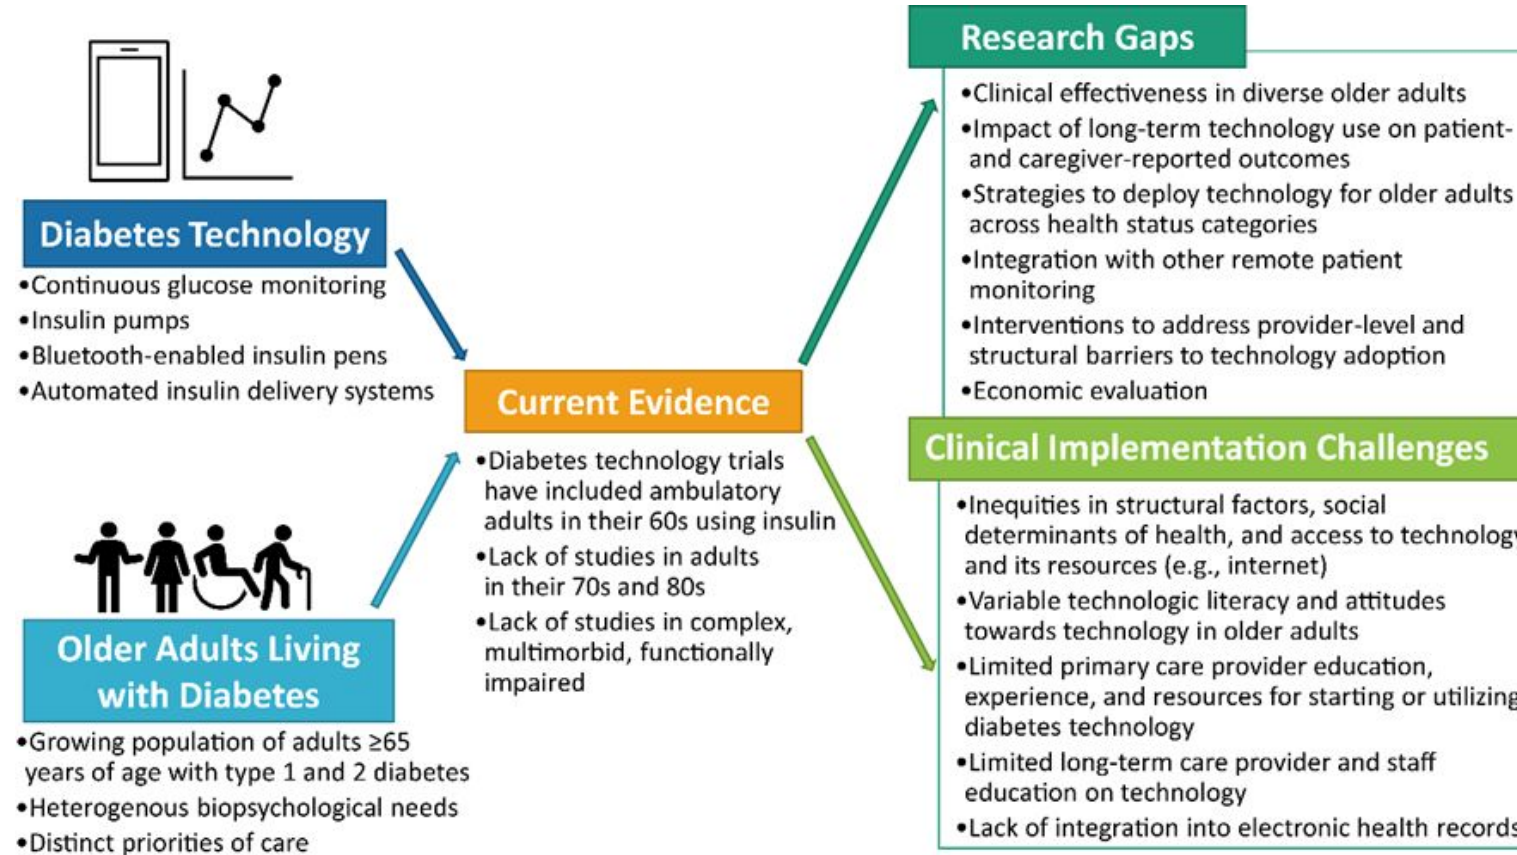 Diabetes Technology
•Continuous glucose monitoring
•Insulin pumps
•Bluetooth-enabled insulin pens
•Automated insulin delivery systems
Older Adults Living
with Diabetes
•Growing population of adults ≥65
years of age with type 1 and 2 diabetes
•Heterogenous biopsychological needs
•Distinct priorities of care
Current Evidence
•Diabetes technology trials
have included ambulatory
adults in their 60s using insulin
•Lack of studies in adults
in their 70s and 80s
•Lack of studies in complex,
multimorbid, functionally
impaired
Research Gaps
•Clinical effectiveness in diverse older adults
•Impact of long-term technology use on patient-
and caregiver-reported outcomes
•Strategies to deploy technology for older adults
across health status categories
•Integration with other remote patient
monitoring
•Interventions to address provider-level and
structural barriers to technology adoption
•Economic evaluation
Clinical Implementation Challenges
•Inequities in structural factors, social
determinants of health, and access to technology
and its resources (e.g., internet)
•Variable technologic literacy and attitudes
towards technology in older adults
•Limited primary care provider education,
experience, and resources for starting or utilizing
diabetes technology
•Limited long-term care provider and staff
education on technology
•Lack of integration into electronic health records